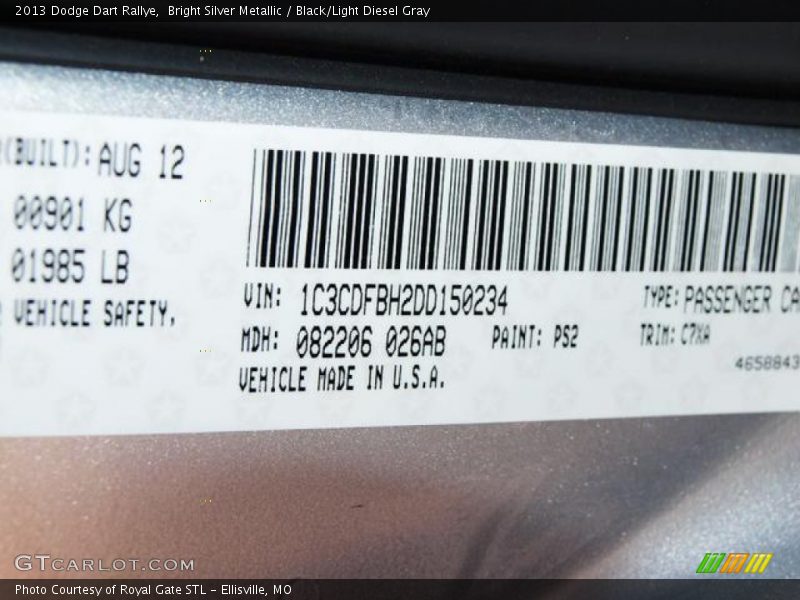 2013 Dodge Dart Rallye,  Bright Silver Metallic / Black/Light Diesel Gray
(BUILT): AUG 12
00901 KG
01985 LB
VEHICLE SAFETY,
VIN: 1C3CDFBH2DD150234
TYPE: PASSENGER CA
MDH: 082206 026AB
PAINT: PS2
TRIM: C7XA
VEHICLE MADE IN U.S.A.
4658843
GTCARLOT.COM
Photo Courtesy of Royal Gate STL - Ellisville, MO